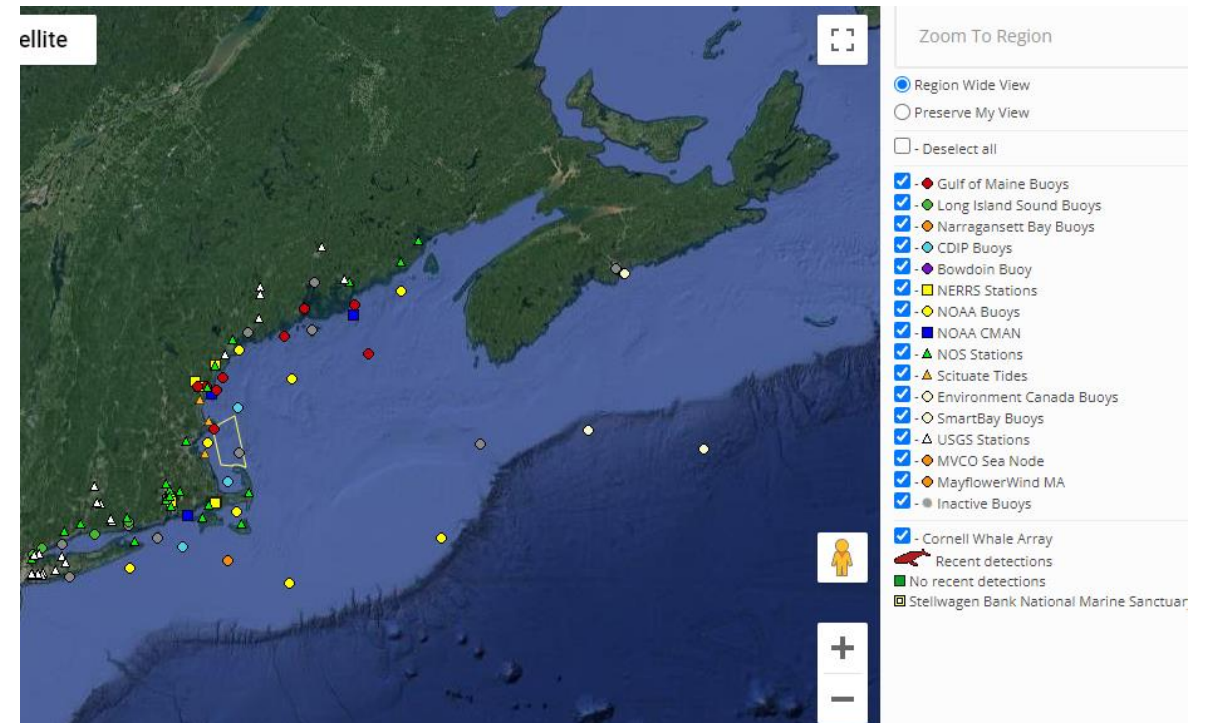 ellite
Zoom To Region
Region Wide View
Preserve My View
- Deselect all
- Gulf of Maine Buoys
- Long Island Sound Buoys
- Narragansett Bay Buoys
- CDIP Buoys
- Bowdoin Buoy
- NERRS Stations
- NOAA Buoys
- NOAA CMAN
- NOS Stations
- Scituate Tides
- Environment Canada Buoys
- SmartBay Buoys
- USGS Stations
- MVCO Sea Node
- MayflowerWind MA
- Inactive Buoys
- Cornell Whale Array
Recent detections
No recent detections
Stellwagen Bank National Marine Sanctuar